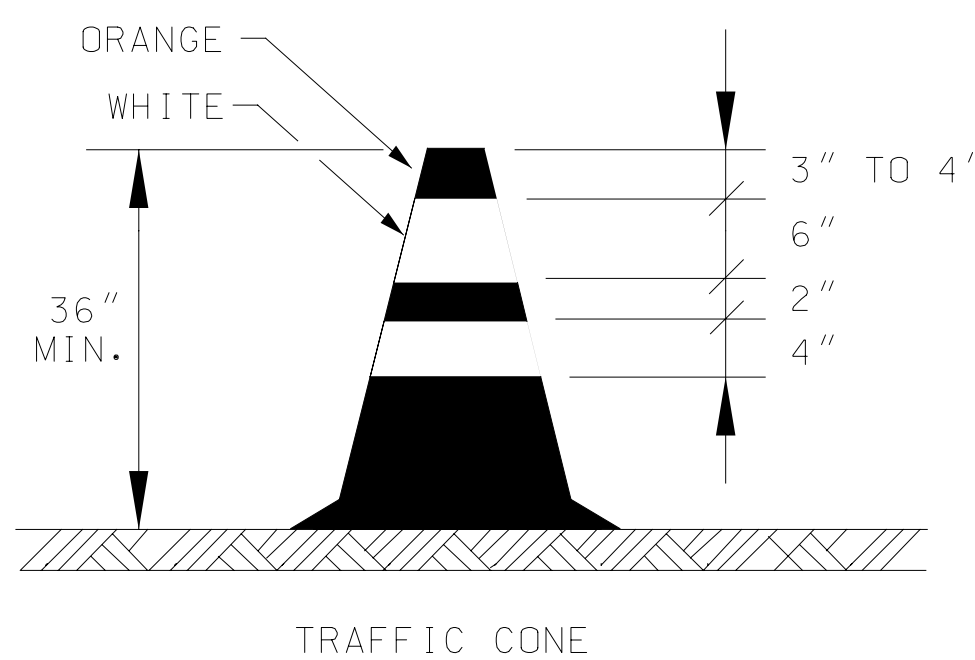 ORANGE
WHITE
3" TO 4"
6"
2"
4"
36"
MIN.
TRAFFIC CONE